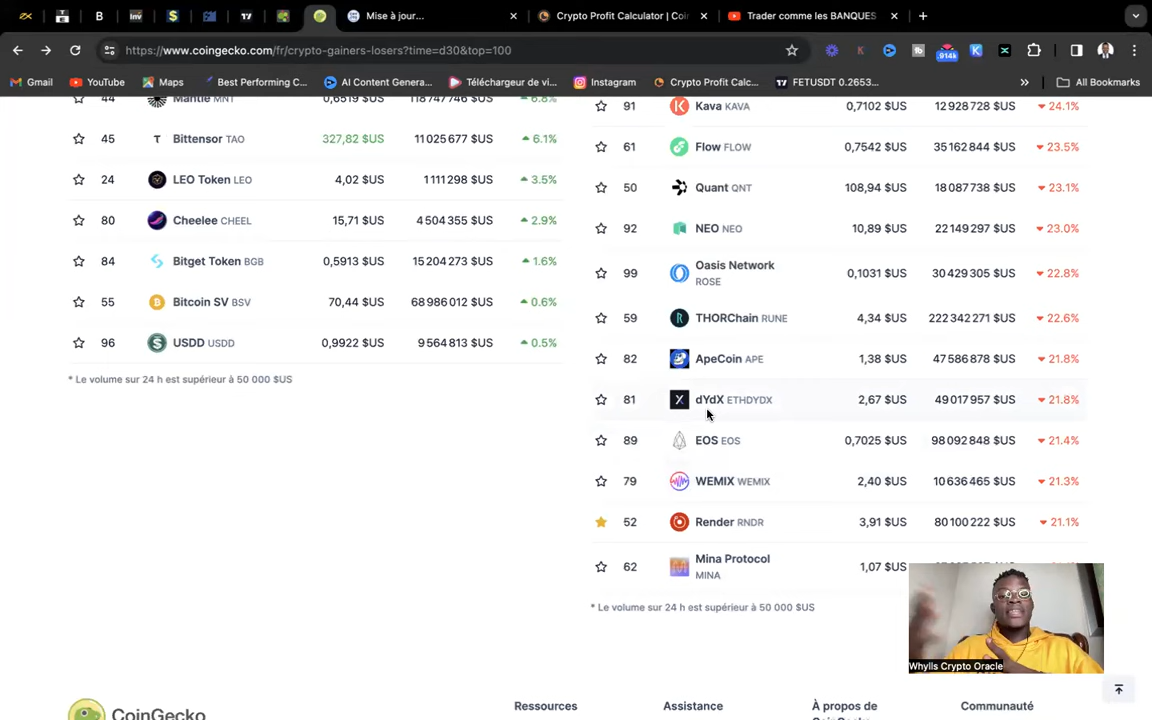 Mise à jour...
Crypto Profit Calculator | Coi
Trader comme les BANQUES
https://www.coingecko.com/fr/crypto-gainers-losers?time=d30&top=100
.914k
Gmail
YouTube
Maps
Best Performing C...
AI Content Genera...
Téléchargeur de vi...
Instagram
Crypto Profit Calc...
FETUSDT 0.2653...
All Bookmarks
44 Mantle MNT 0,6519 $US 118 747 746 $US 6.8%
45 Bittensor TAO 327,82 $US 11 025 677 $US 6.1%
24 LEO Token LEO 4,02 $US 1 111 298 $US 3.5%
80 Cheelee CHEEL 15,71 $US 4 504 355 $US 2.9%
84 Bitget Token BGB 0,5913 $US 15 204 273 $US 1.6%
55 Bitcoin SV BSV 70,44 $US 68 986 012 $US 0.6%
96 USDD USDD 0,9922 $US 9 564 813 $US 0.5%
* Le volume sur 24 h est supérieur à 50 000 $US
91 Kava KAVA 0,7102 $US 12 928 728 $US 24.1%
61 Flow FLOW 0,7542 $US 35 162 844 $US 23.5%
50 Quant QNT 108,94 $US 18 087 738 $US 23.1%
92 NEO NEO 10,89 $US 22 149 297 $US 23.0%
99 Oasis Network ROSE 0,1031 $US 30 429 305 $US 22.8%
59 THORChain RUNE 4,34 $US 222 342 271 $US 22.6%
82 ApeCoin APE 1,38 $US 47 586 878 $US 21.8%
81 dYdX ETHDYDX 2,67 $US 49 017 957 $US 21.8%
89 EOS EOS 0,7025 $US 98 092 848 $US 21.4%
79 WEMIX WEMIX 2,40 $US 10 636 465 $US 21.3%
52 Render RNDR 3,91 $US 80 100 222 $US 21.1%
62 Mina Protocol MINA 1,07 $US
* Le volume sur 24 h est supérieur à 50 000 $US
Whylls Crypto Oracle
CoinGecko
Ressources
Assistance
À propos de
CoinGecko
Communauté